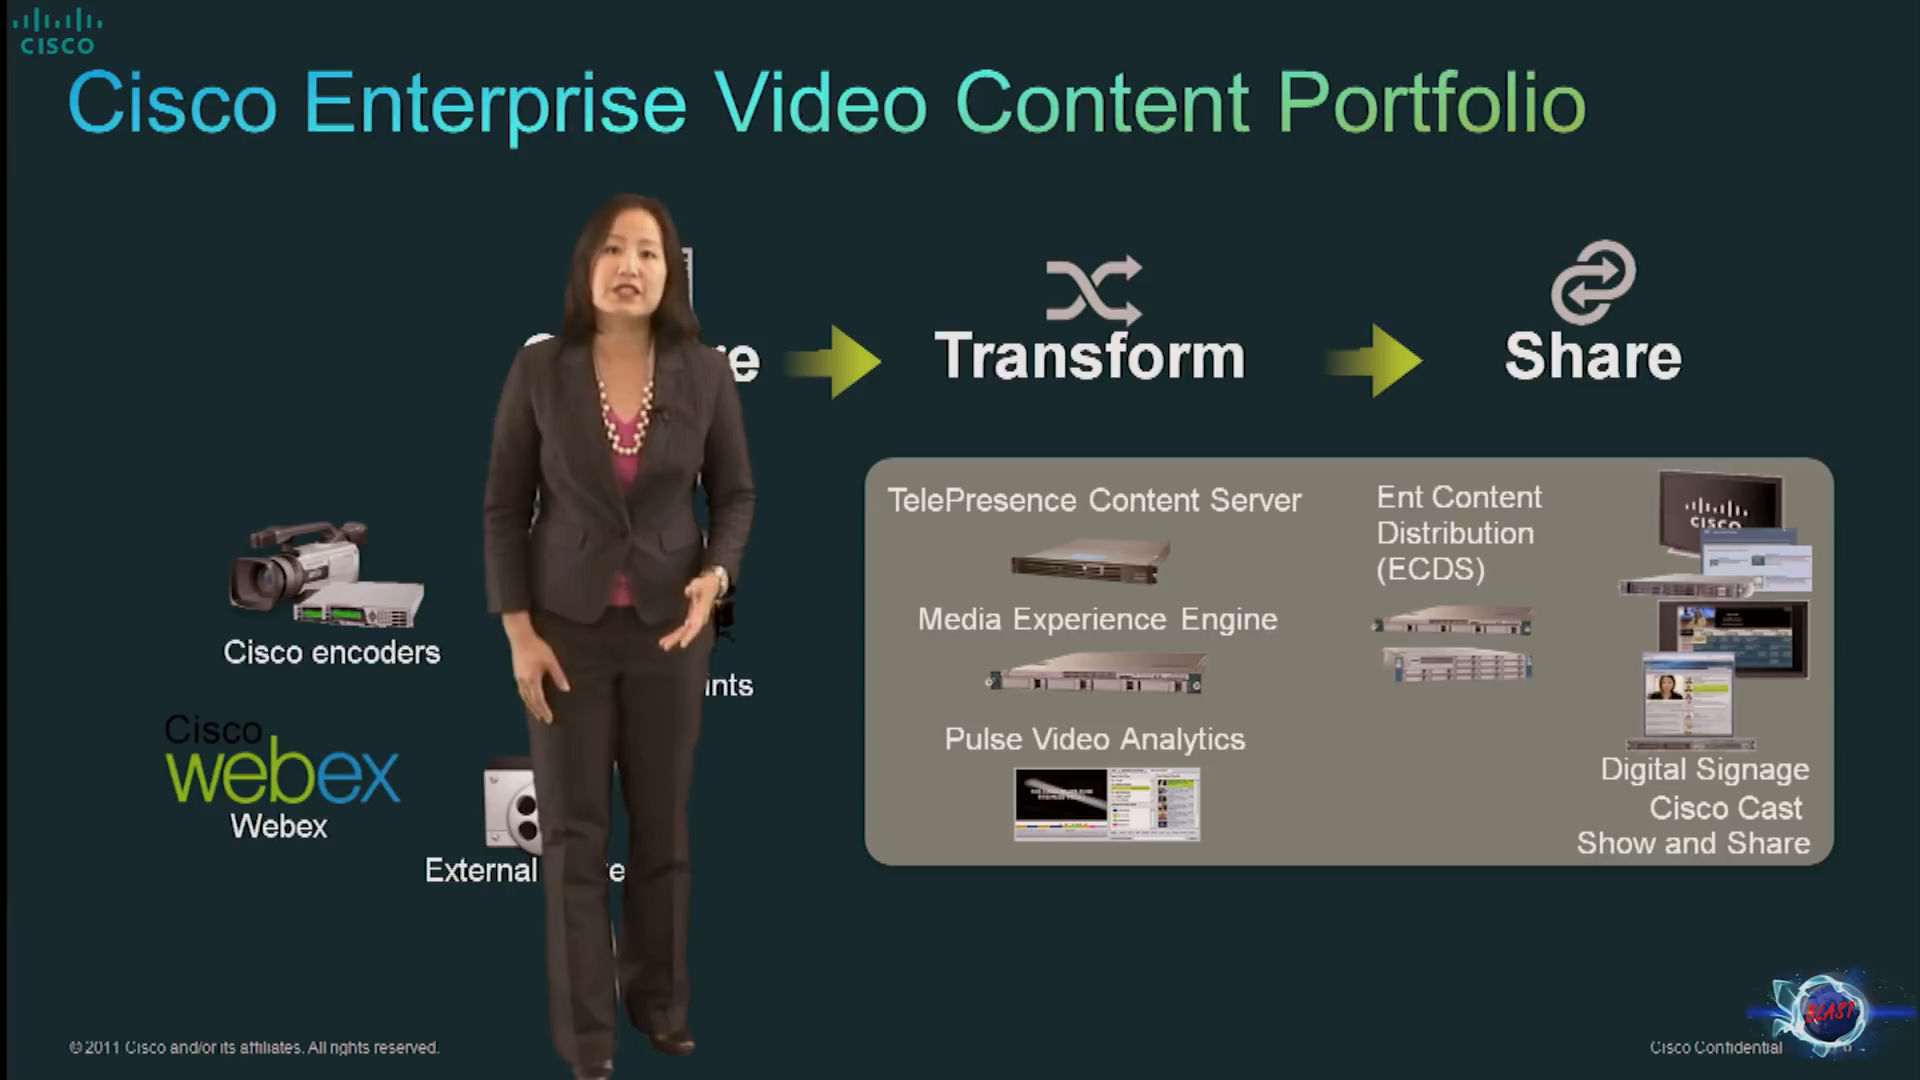 CISCO
Cisco Enterprise Video Content Portfolio
Transform
Share
TelePresence Content Server
Media Experience Engine
Pulse Video Analytics
Ent Content
Distribution
(ECDS)
CISCO
Digital Signage
Cisco Cast
Show and Share
Cisco encoders
Cisco
webex
Webex
External
BLAST
© 2011 Cisco and/or its affiliates. All rights reserved.
Cisco Confidential